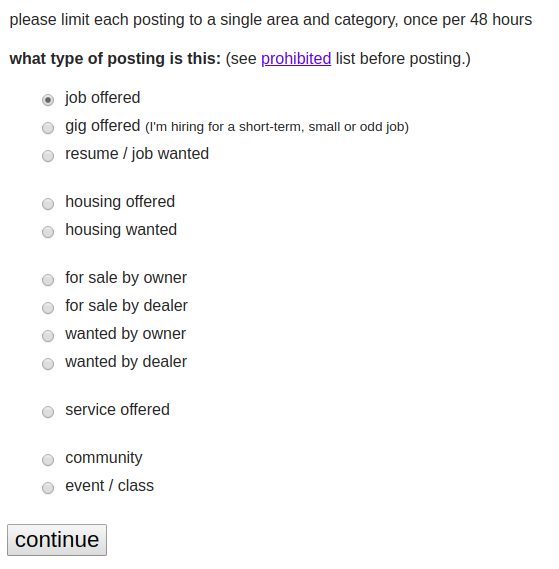 please limit each posting to a single area and category, once per 48 hours
what type of posting is this: (see prohibited list before posting.)
job offered
gig offered (I'm hiring for a short-term, small or odd job)
resume / job wanted
housing offered
housing wanted
for sale by owner
for sale by dealer
wanted by owner
wanted by dealer
service offered
community
event / class
continue